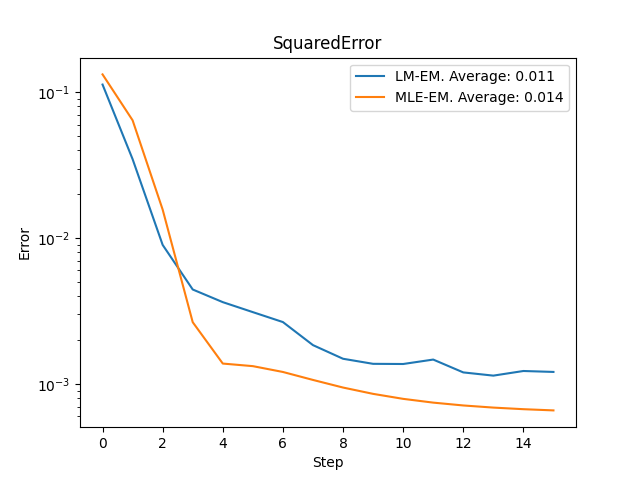 SquaredError
LM-EM. Average: 0.011
MLE-EM. Average: 0.014
10⁻¹
10⁻²
10⁻³
Error
0 2 4 6 8 10 12 14
Step